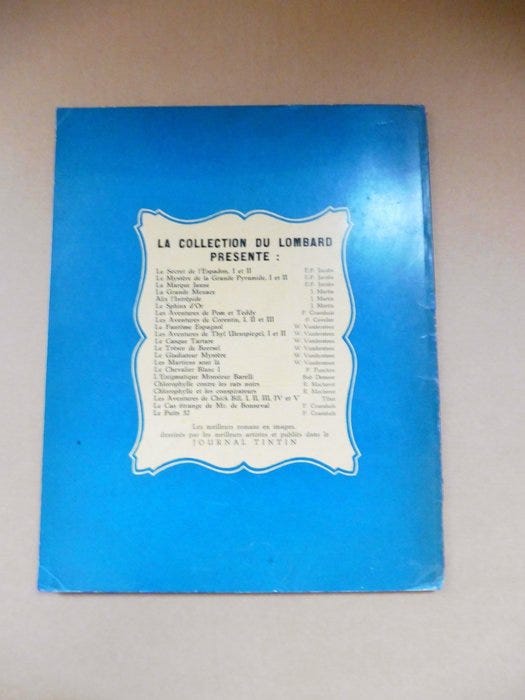 LA COLLECTION DU LOMBARD
PRESENTE :
Le Secret de l'Espadon, I et II E.P. Jacobs
Le Mystère de la Grande Pyramide, I et II E.P. Jacobs
La Marque Jaune E.P. Jacobs
La Grande Menace J. Martin
Alix l'Intrépide J. Martin
Le Sphinx d'Or J. Martin
Les Aventures de Pom et Teddy F. Craenhals
Les Aventures de Corentin, I, II et III P. Cuvelier
Le Fantôme Espagnol W. Vandersteen
Les Aventures de Thyl Ulenspiegel, I et II W. Vandersteen
Le Casque Tartare W. Vandersteen
Le Trésor de Beersel W. Vandersteen
Le Gladiateur Mystère W. Vandersteen
Les Martiens sont là W. Vandersteen
Le Chevalier Blanc I F. Funcken
L'Enigmatique Monsieur Barelli Bob Demoor
Chlorophylle contre les rats noirs R. Macherot
Chlorophylle et les conspirateurs R. Macherot
Les Aventures de Chick Bill, I, II, III, IV et V Tibet
Le Cas étrange de Mr. de Bonneval F. Craenhals
Le Puits 32 F. Craenhals
Les meilleurs romans en images,
dessinés par les meilleurs artistes et publiés dans le
JOURNAL TINTIN